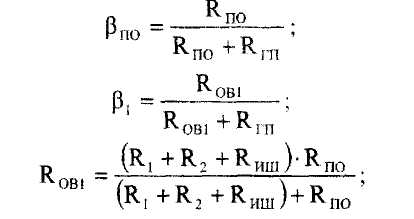 β_ПО = R_ПО / (R_ПО + R_ГП) ;
β_1 = R_ОВ1 / (R_ОВ1 + R_ГП) ;
R_ОВ1 = (R_1 + R_2 + R_ИШ) · R_ПО / ((R_1 + R_2 + R_ИШ) + R_ПО) ;